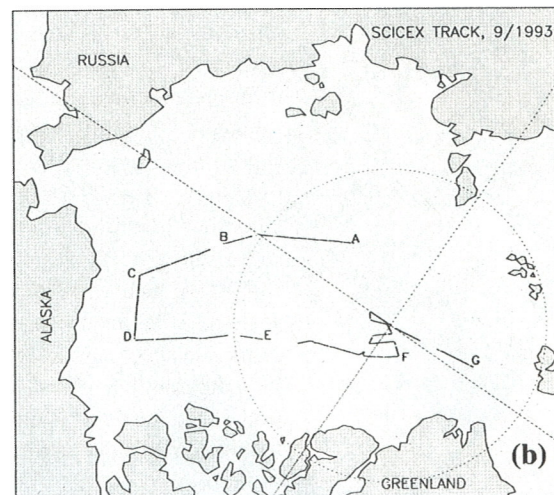 SCICEX TRACK, 9/1993
RUSSIA
B
A
C
ALASKA
D
E
F
G
(b)
GREENLAND